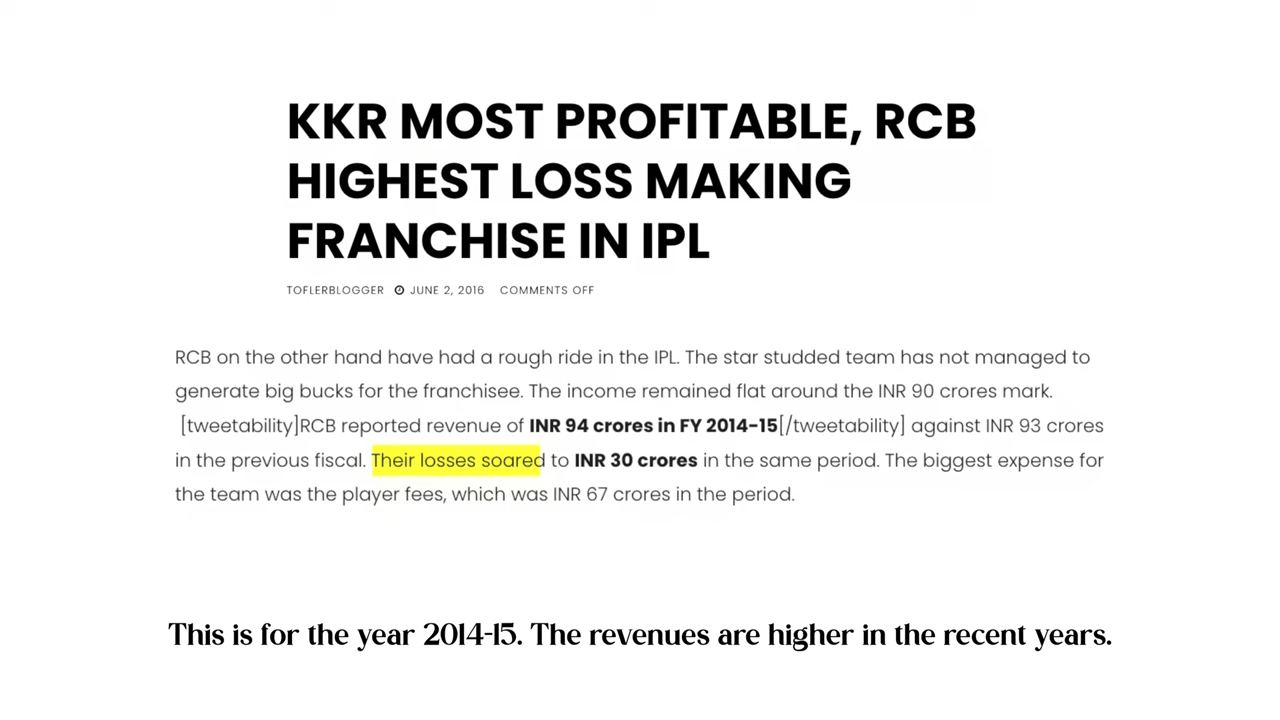 KKR MOST PROFITABLE, RCB
HIGHEST LOSS MAKING
FRANCHISE IN IPL
TOFLERBLOGGER JUNE 2, 2016 COMMENTS OFF
RCB on the other hand have had a rough ride in the IPL. The star studded team has not managed to
generate big bucks for the franchisee. The income remained flat around the INR 90 crores mark.
[tweetability]RCB reported revenue of INR 94 crores in FY 2014-15[/tweetability] against INR 93 crores
in the previous fiscal. Their losses soared to INR 30 crores in the same period. The biggest expense for
the team was the player fees, which was INR 67 crores in the period.
This is for the year 2014-15. The revenues are higher in the recent years.